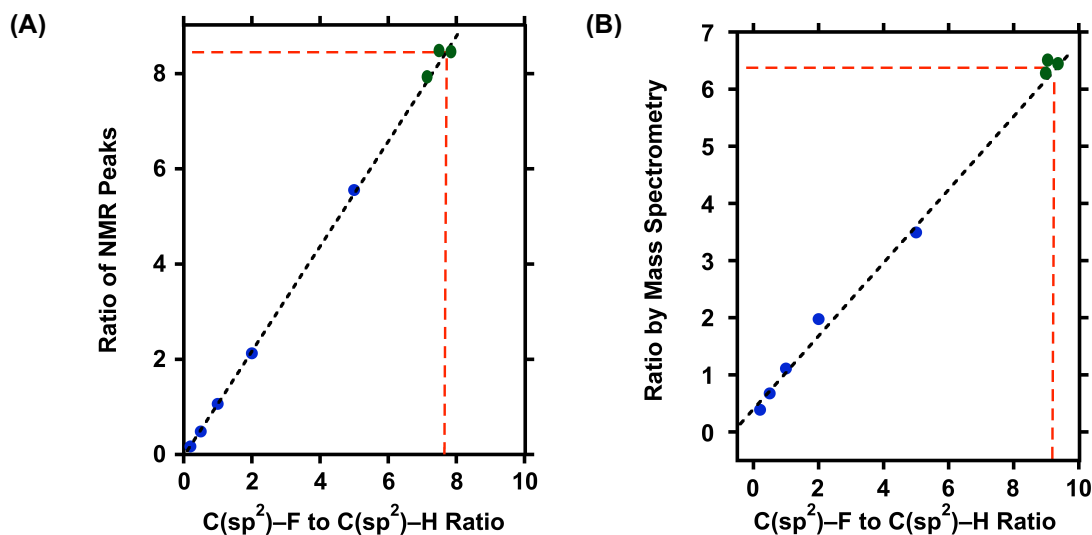 (A)
Ratio of NMR Peaks
8
6
4
2
0
0 2 4 6 8 10
C(sp²)–F to C(sp²)–H Ratio
(B)
Ratio by Mass Spectrometry
7
6
5
4
3
2
1
0
0 2 4 6 8 10
C(sp²)–F to C(sp²)–H Ratio